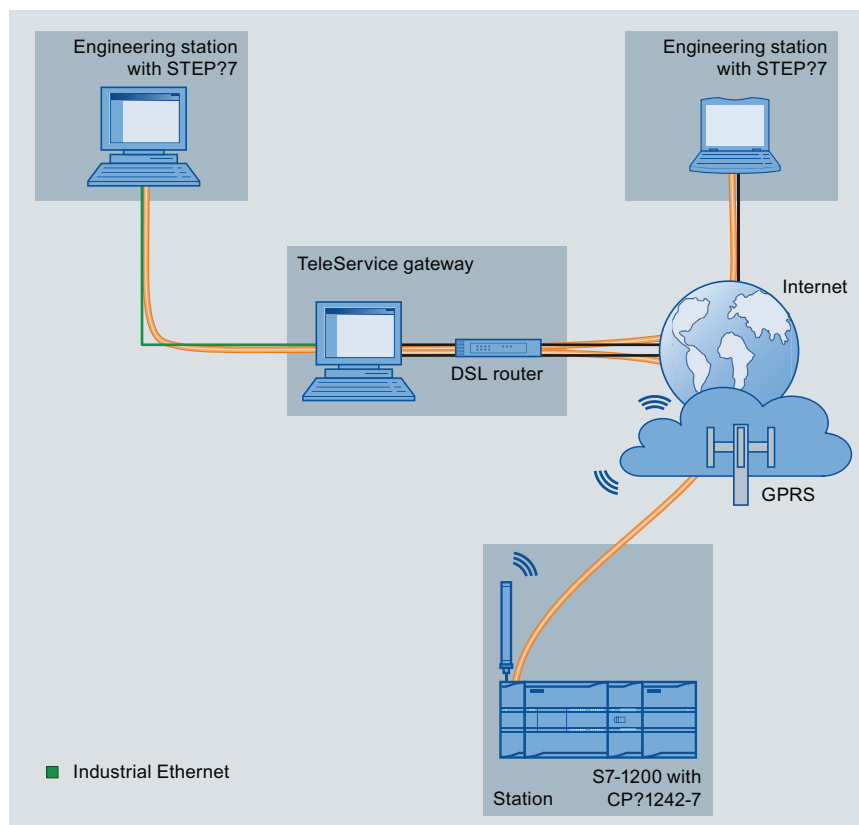 Engineering station
with STEP?7
Engineering station
with STEP?7
TeleService gateway
Internet
DSL router
GPRS
Industrial Ethernet
S7-1200 with
CP?1242-7
Station